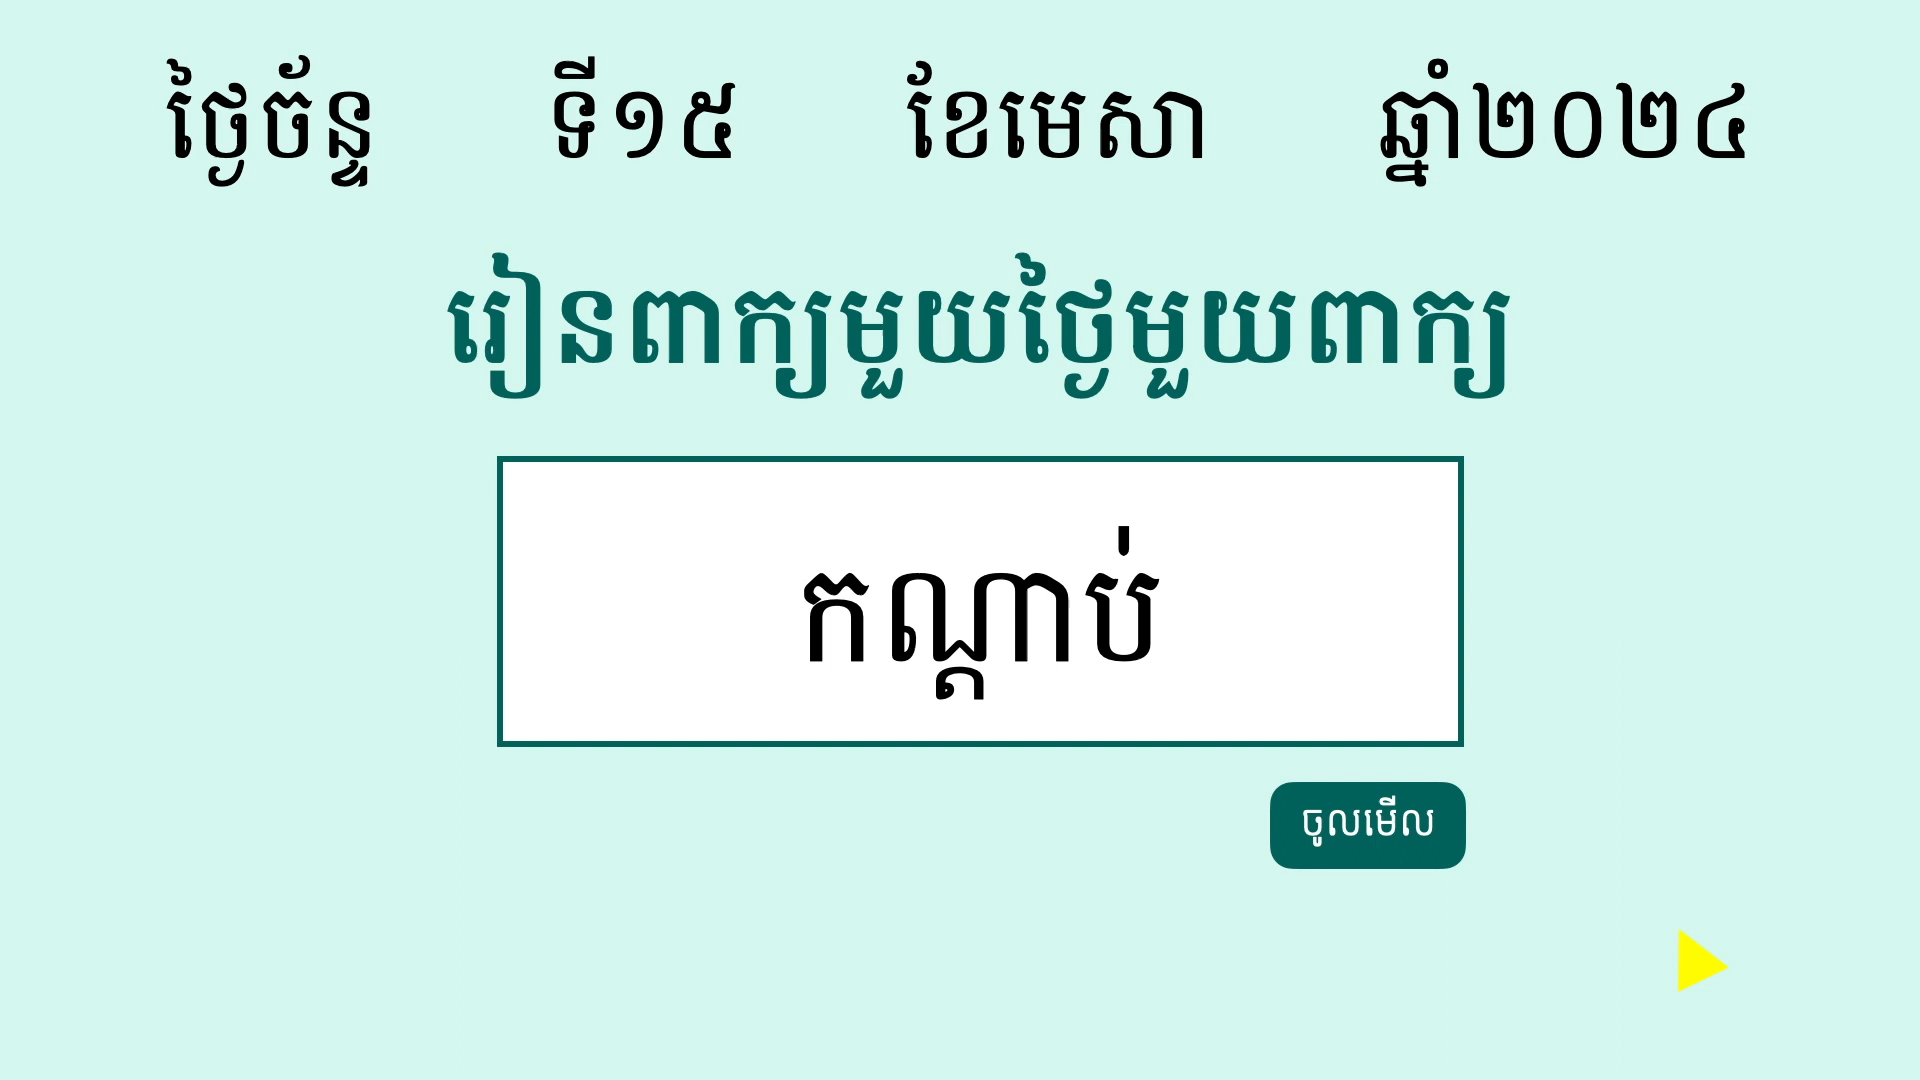 ថ្ងៃច័ន្ទ ទី១៥ ខែមេសា ឆ្នាំ២០២៤
រៀនពាក្យមួយថ្ងៃមួយពាក្យ
កណ្ដាប់
ចូលមើល